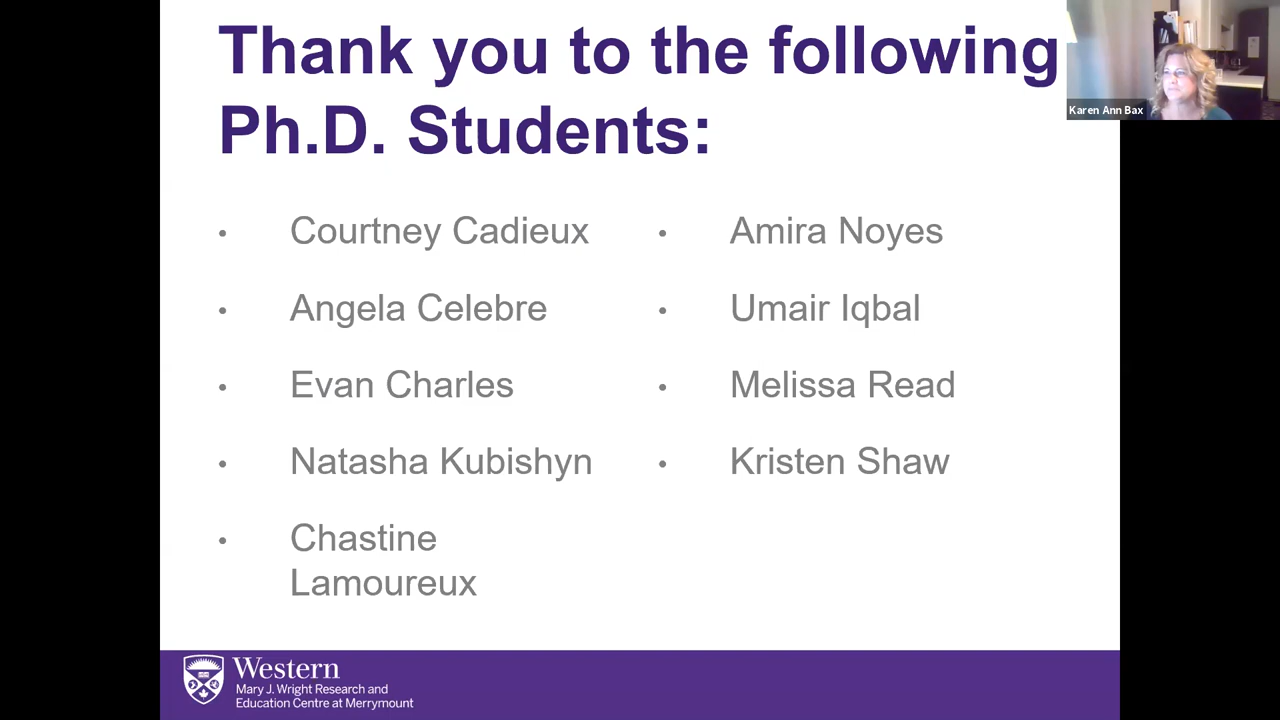 Thank you to the following
Ph.D. Students:
Karen Ann Bax
• Courtney Cadieux
• Angela Celebre
• Evan Charles
• Natasha Kubishyn
• Chastine
Lamoureux
• Amira Noyes
• Umair Iqbal
• Melissa Read
• Kristen Shaw
Western
Mary J. Wright Research and
Education Centre at Merrymount